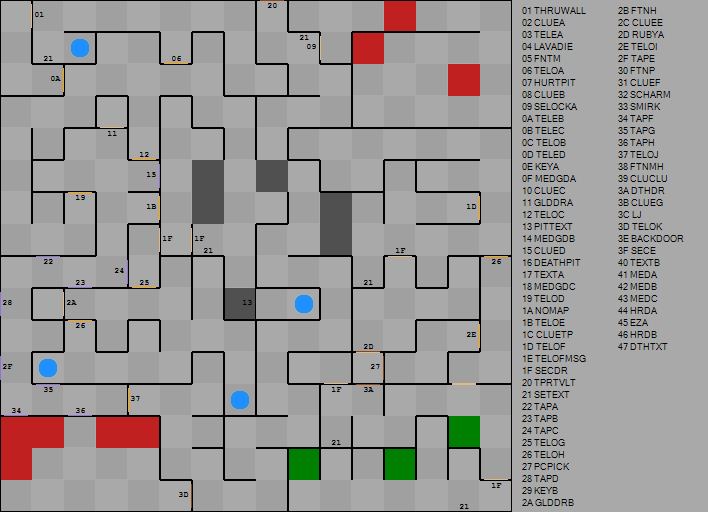 20
01
21
09
21
06
0A
11
12
15
19
1B
1D
1F
1F
21
1F
22
26
24
23
25
21
28
2A
13
26
2E
2D
2F
27
35
1F
3A
37
34
36
21
1F
3D
21
01 THRUWALL
02 CLUEA
03 TELEA
04 LAVADIE
05 FNTM
06 TELOA
07 HURTPIT
08 CLUEB
09 SELOCKA
0A TELEB
0B TELEC
0C TELOB
0D TELED
0E KEYA
0F MEDGDA
10 CLUEC
11 GLDDRA
12 TELOC
13 PITTEXT
14 MEDGDB
15 CLUED
16 DEATHPIT
17 TEXTA
18 MEDGDC
19 TELOD
1A NOMAP
1B TELOE
1C CLUETP
1D TELOF
1E TELOFMSG
1F SECDR
20 TPRTVLT
21 SETEXT
22 TAPA
23 TAPB
24 TAPC
25 TELOG
26 TELOH
27 PCPICK
28 TAPD
29 KEYB
2A GLDDRB
2B FTNH
2C CLUEE
2D RUBYA
2E TELOI
2F TAPE
30 FTNP
31 CLUEF
32 SCHARM
33 SMIRK
34 TAPF
35 TAPG
36 TAPH
37 TELOJ
38 FTNMH
39 CLUCLU
3A DTHDR
3B CLUEG
3C LJ
3D TELOK
3E BACKDOOR
3F SECE
40 TEXTB
41 MEDA
42 MEDB
43 MEDC
44 HRDA
45 EZA
46 HRDB
47 DTHTXT